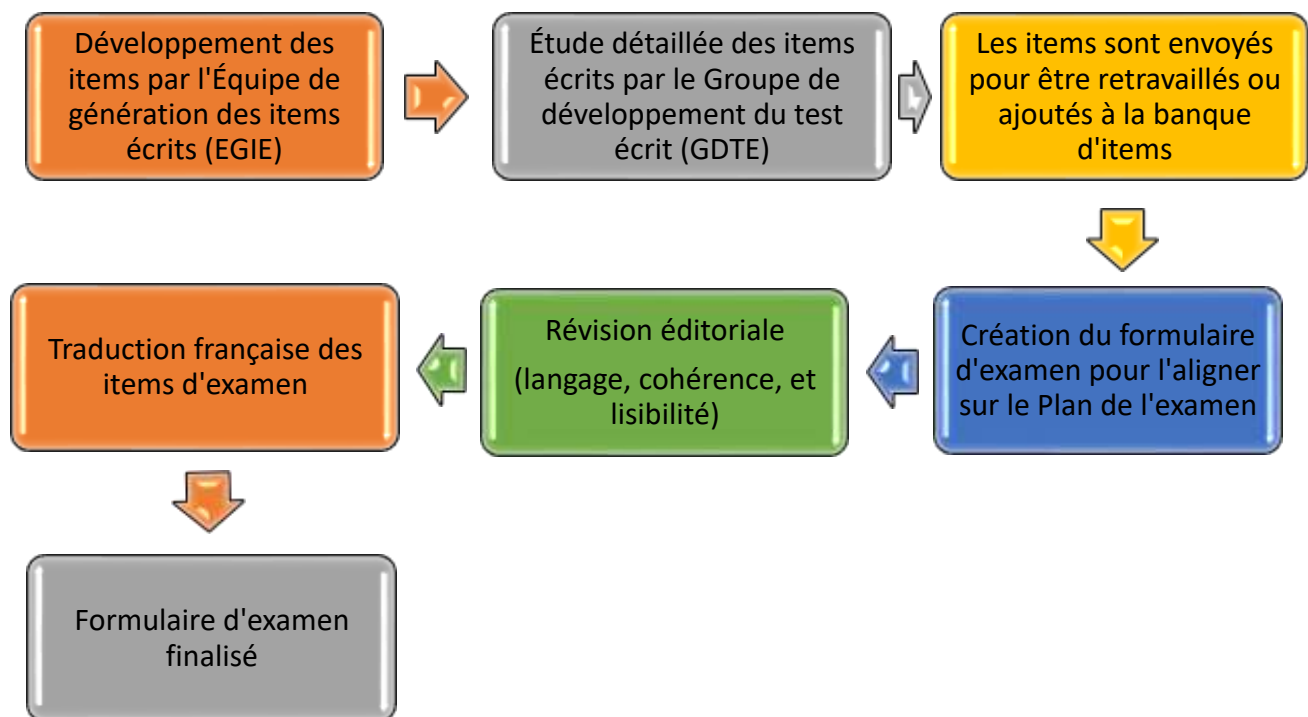 Développement des
items par l'Équipe de
génération des items
écrits (EGIE)
Étude détaillée des items
écrits par le Groupe de
développement du test
écrit (GDTE)
Les items sont envoyés
pour être retravaillés ou
ajoutés à la banque
d'items
Création du formulaire
d'examen pour l'aligner
sur le Plan de l'examen
Révision éditoriale
(langage, cohérence, et
lisibilité)
Traduction française des
items d'examen
Formulaire d'examen
finalisé